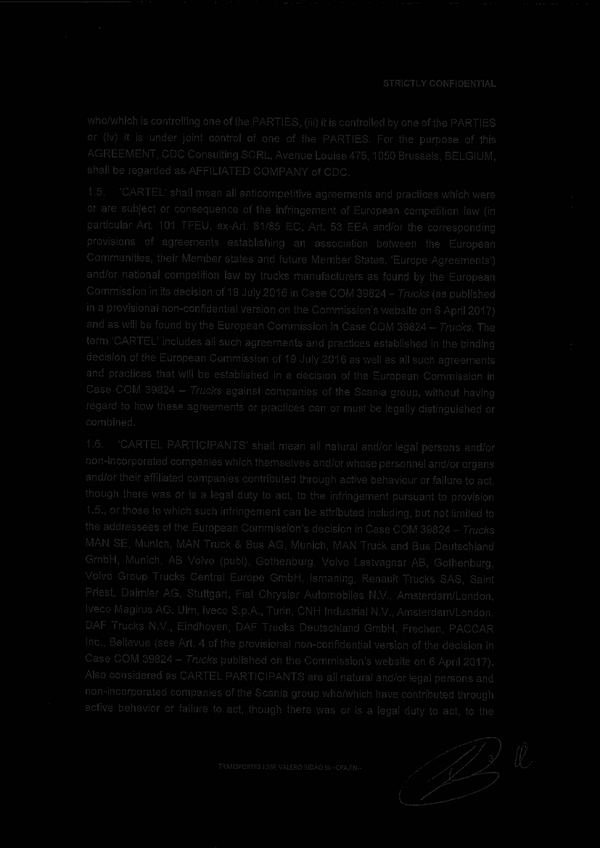 STRICTLY CONFIDENTIAL
who/which is controlling one of the PARTIES, (iii) it is controlled by one of the PARTIES
or (iv) it is under joint control of one of the PARTIES. For the purpose of this
AGREEMENT, CDC Consulting SCRL, Avenue Louise 475, 1050 Brussels, BELGIUM,
shall be regarded as AFFILIATED COMPANY of CDC.
1.5. 'CARTEL' shall mean all anticompetitive agreements and practices which were
or are subject or consequence of the infringement of European competition law (in
particular Art. 101 TFEU, ex-Art. 81/85 EC, Art. 53 EEA and/or the corresponding
provisions of agreements establishing an association between the European
Communities, their Member states and future Member States, 'Europe Agreements')
and/or national competition law by trucks manufacturers as found by the European
Commission in its decision of 19 July 2016 in Case COM 39824 – Trucks (as published
in a provisional non-confidential version on the Commission's website on 6 April 2017)
and as will be found by the European Commission in Case COM 39824 – Trucks. The
term 'CARTEL' includes all such agreements and practices established in the binding
decision of the European Commission of 19 July 2016 as well as all such agreements
and practices that will be established in a decision of the European Commission in
Case COM 39824 – Trucks against companies of the Scania group, without having
regard to how these agreements or practices can or must be legally distinguished or
combined.
1.6. 'CARTEL PARTICIPANTS' shall mean all natural and/or legal persons and/or
non-incorporated companies which themselves and/or whose personnel and/or organs
and/or their affiliated companies contributed through active behaviour or failure to act,
though there was or is a legal duty to act, to the infringement pursuant to provision
1.5., or those to which such infringement can be attributed including, but not limited to
the addressees of the European Commission's decision in Case COM 39824 – Trucks
MAN SE, Munich, MAN Truck & Bus AG, Munich, MAN Truck and Bus Deutschland
GmbH, Munich, AB Volvo (publ), Gothenburg, Volvo Lastvagnar AB, Gothenburg,
Volvo Group Trucks Central Europe GmbH, Ismaning, Renault Trucks SAS, Saint
Priest, Daimler AG, Stuttgart, Fiat Chrysler Automobiles N.V., Amsterdam/London,
Iveco Magirus AG, Ulm, Iveco S.p.A., Turin, CNH Industrial N.V., Amsterdam/London,
DAF Trucks N.V., Eindhoven, DAF Trucks Deutschland GmbH, Frechen, PACCAR
Inc., Bellevue (see Art. 4 of the provisional non-confidential version of the decision in
Case COM 39824 – Trucks published on the Commission's website on 6 April 2017).
Also considered as CARTEL PARTICIPANTS are all natural and/or legal persons and
non-incorporated companies of the Scania group who/which have contributed through
active behavior or failure to act, though there was or is a legal duty to act, to the
TRANSPORTES JOSE VALERO